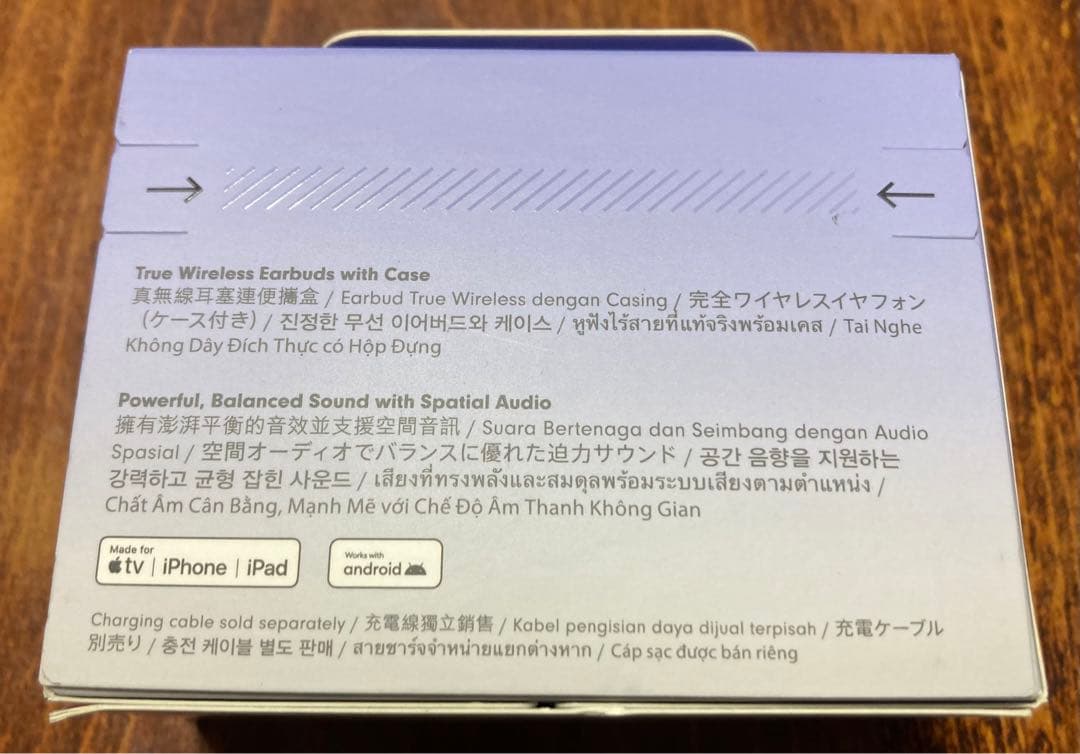 True Wireless Earbuds with Case
真無線耳塞連便攜盒 / Earbud True Wireless dengan Casing / 完全ワイヤレスイヤフォン
（ケース付き）/ 진정한 무선 이어버드와 케이스 / หูฟังไร้สายที่แท้จริงพร้อมเคส / Tai Nghe
Không Dây Đích Thực có Hộp Đựng
Powerful, Balanced Sound with Spatial Audio
擁有澎湃平衡的音效並支援空間音訊 / Suara Bertenaga dan Seimbang dengan Audio
Spasial / 空間オーディオでバランスに優れた迫力サウンド / 공간 음향을 지원하는
강력하고 균형 잡힌 사운드 / เสียงที่ทรงพลังและสมดุลพร้อมระบบเสียงตามตำแหน่ง /
Chất Âm Cân Bằng, Mạnh Mẽ với Chế Độ Âm Thanh Không Gian
Made for
tv | iPhone | iPad
Works with
android
Charging cable sold separately / 充電線獨立銷售 / Kabel pengisian daya dijual terpisah / 充電ケーブル
別売り / 충전 케이블 별도 판매 / สายชาร์จจำหน่ายแยกต่างหาก / Cáp sạc được bán riêng